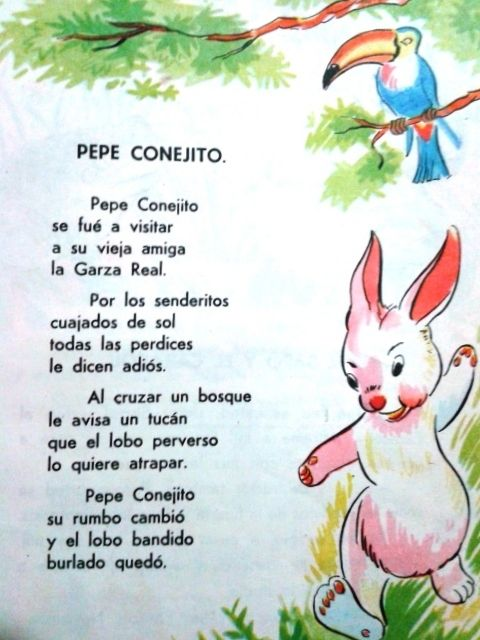 PEPE CONEJITO.
Pepe Conejito
se fué a visitar
a su vieja amiga
la Garza Real.
Por los senderitos
cuajados de sol
todas las perdices
le dicen adiós.
Al cruzar un bosque
le avisa un tucán
que el lobo perverso
lo quiere atrapar.
Pepe Conejito
su rumbo cambió
y el lobo bandido
burlado quedó.